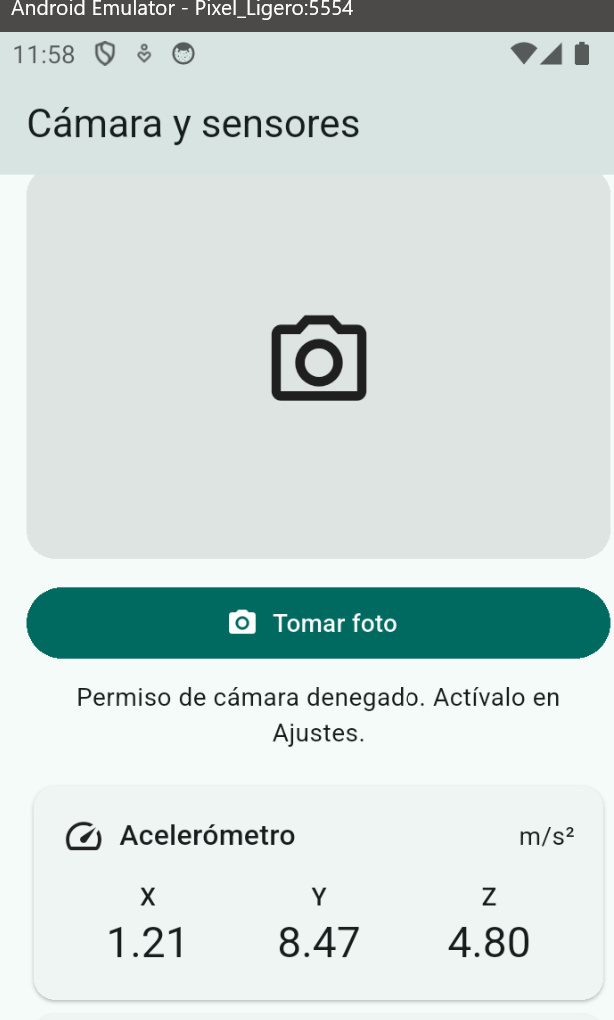 Android Emulator - Pixel_Ligero:5554
11:58
Cámara y sensores
Tomar foto
Permiso de cámara denegado. Actívalo en
Ajustes.
Acelerómetro m/s²
X Y Z
1.21 8.47 4.80